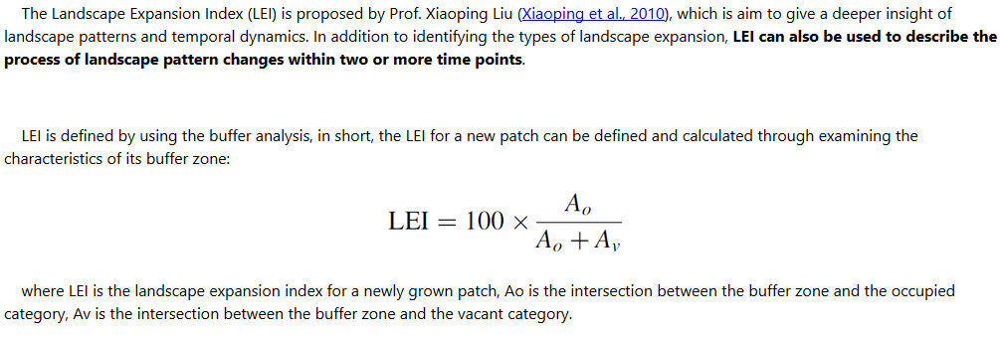 The Landscape Expansion Index (LEI) is proposed by Prof. Xiaoping Liu (Xiaoping et al., 2010), which is aim to give a deeper insight of
landscape patterns and temporal dynamics. In addition to identifying the types of landscape expansion, LEI can also be used to describe the
process of landscape pattern changes within two or more time points.
LEI is defined by using the buffer analysis, in short, the LEI for a new patch can be defined and calculated through examining the
characteristics of its buffer zone:
LEI = 100 × Ao / (Ao + Av)
where LEI is the landscape expansion index for a newly grown patch, Ao is the intersection between the buffer zone and the occupied
category, Av is the intersection between the buffer zone and the vacant category.